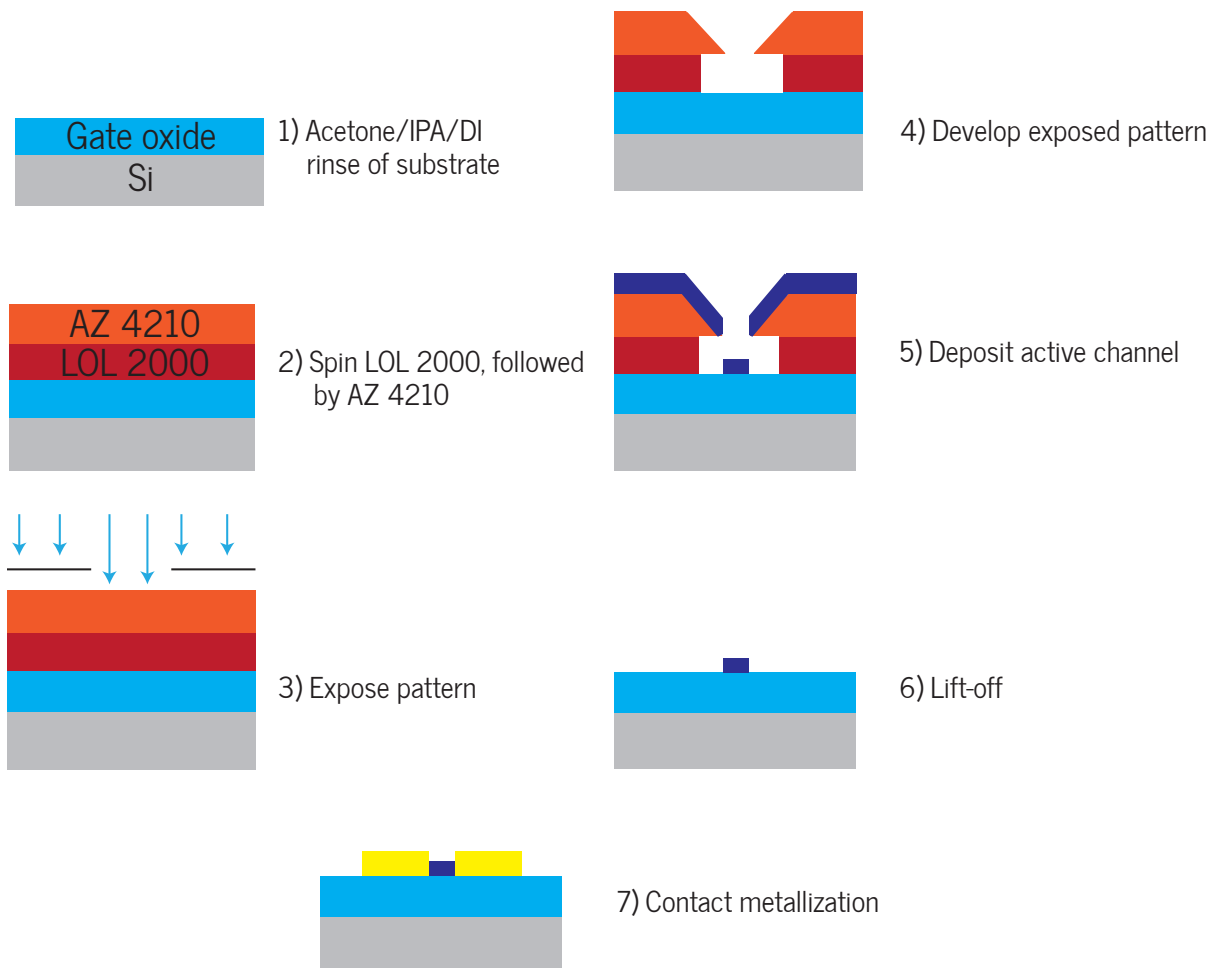 Gate oxide
Si
1) Acetone/IPA/DI
rinse of substrate
AZ 4210
LOL 2000
2) Spin LOL 2000, followed
by AZ 4210
3) Expose pattern
4) Develop exposed pattern
5) Deposit active channel
6) Lift-off
7) Contact metallization